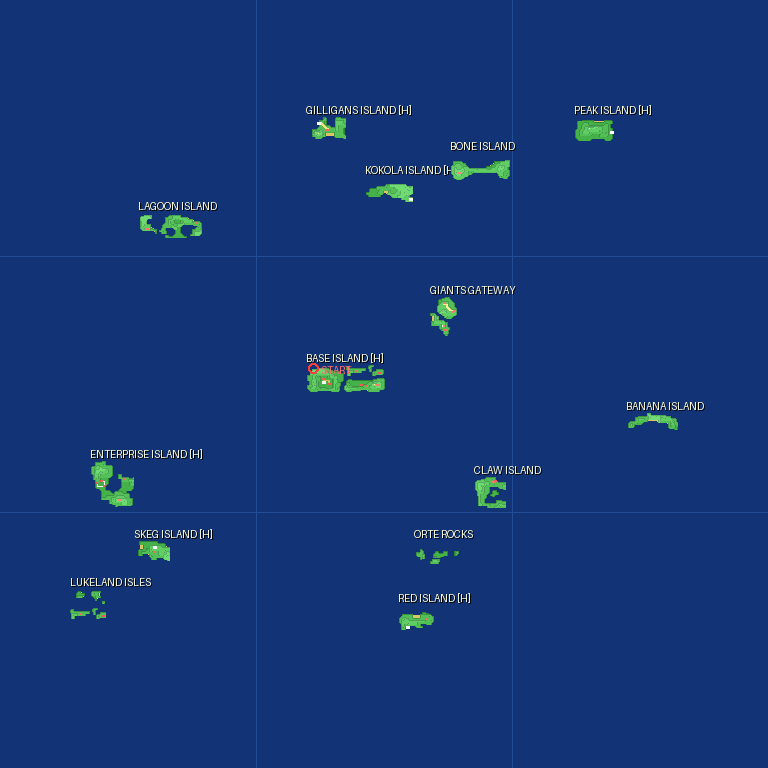 GILLIGANS ISLAND [H]
PEAK ISLAND [H]
BONE ISLAND
KOKOLA ISLAND [H
LAGOON ISLAND
GIANTS GATEWAY
BASE ISLAND [H]
START
BANANA ISLAND
ENTERPRISE ISLAND [H]
CLAW ISLAND
SKEG ISLAND [H]
ORTE ROCKS
LUKELAND ISLES
RED ISLAND [H]